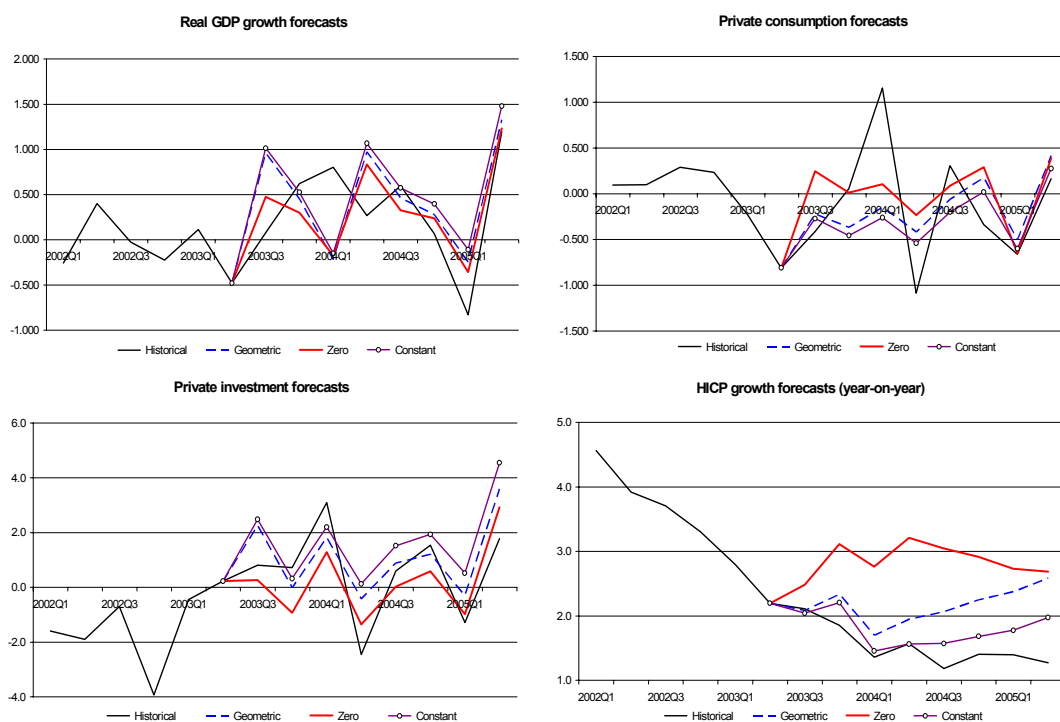 Real GDP growth forecasts
2.000
1.500
1.000
0.500
0.000
-0.500
-1.000
2002Q1 2002Q3 2003Q1 2003Q3 2004Q1 2004Q3 2005Q1
Historical Geometric Zero Constant
Private consumption forecasts
1.500
1.000
0.500
0.000
-0.500
-1.000
-1.500
2002Q1 2002Q3 2003Q1 2003Q3 2004Q1 2004Q3 2005Q1
Historical Geometric Zero Constant
Private investment forecasts
6.0
4.0
2.0
0.0
-2.0
-4.0
2002Q1 2002Q3 2003Q1 2003Q3 2004Q1 2004Q3 2005Q1
Historical Geometric Zero Constant
HICP growth forecasts (year-on-year)
5.0
4.0
3.0
2.0
1.0
2002Q1 2002Q3 2003Q1 2003Q3 2004Q1 2004Q3 2005Q1
Historical Geometric Zero Constant